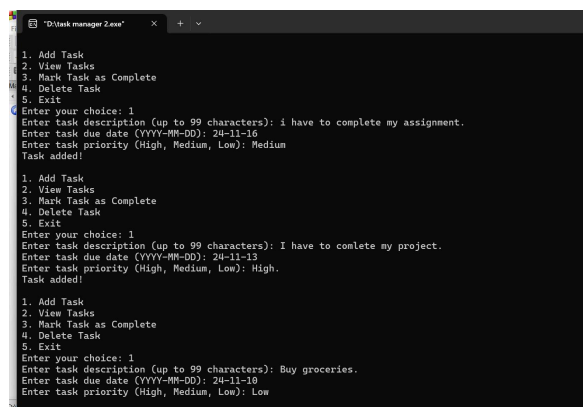 "D:\task manager 2.exe"
1. Add Task
2. View Tasks
3. Mark Task as Complete
4. Delete Task
5. Exit
Enter your choice: 1
Enter task description (up to 99 characters): i have to complete my assignment.
Enter task due date (YYYY-MM-DD): 24-11-16
Enter task priority (High, Medium, Low): Medium
Task added!
1. Add Task
2. View Tasks
3. Mark Task as Complete
4. Delete Task
5. Exit
Enter your choice: 1
Enter task description (up to 99 characters): I have to comlete my project.
Enter task due date (YYYY-MM-DD): 24-11-13
Enter task priority (High, Medium, Low): High.
Task added!
1. Add Task
2. View Tasks
3. Mark Task as Complete
4. Delete Task
5. Exit
Enter your choice: 1
Enter task description (up to 99 characters): Buy groceries.
Enter task due date (YYYY-MM-DD): 24-11-10
Enter task priority (High, Medium, Low): Low